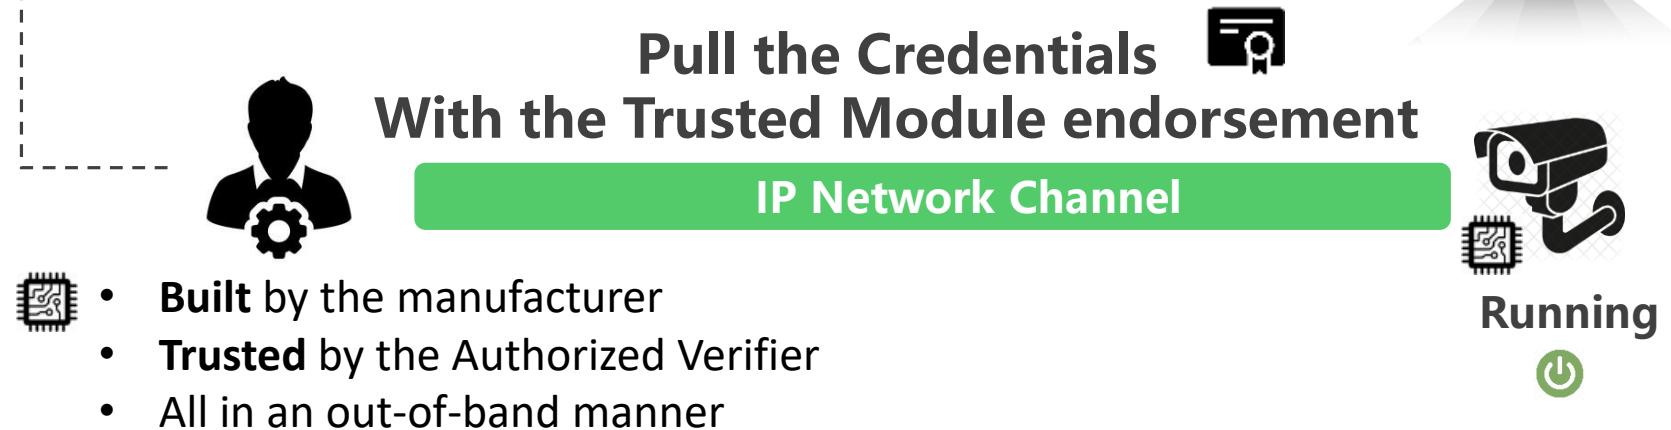 Pull the Credentials
With the Trusted Module endorsement
IP Network Channel
• Built by the manufacturer
Running
• Trusted by the Authorized Verifier
• All in an out-of-band manner